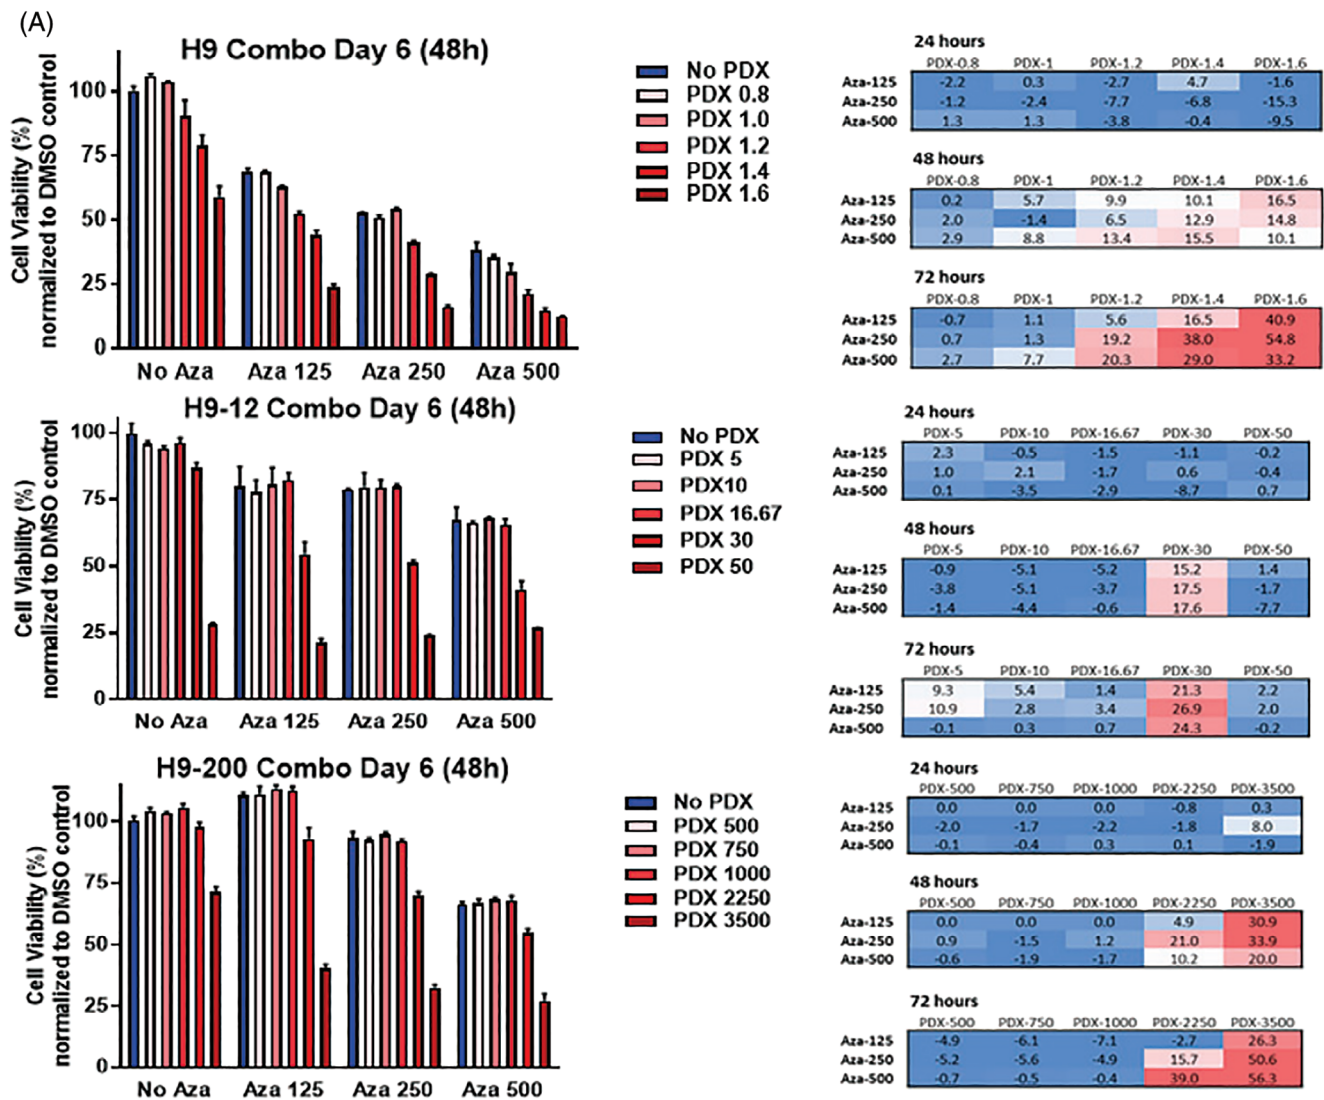 (A)
H9 Combo Day 6 (48h)
Cell Viability (%)
normalized to DMSO control
100
75
50
25
0
No Aza Aza 125 Aza 250 Aza 500
No PDX
PDX 0.8
PDX 1.0
PDX 1.2
PDX 1.4
PDX 1.6
24 hours
PDX-0.8 PDX-1 PDX-1.2 PDX-1.4 PDX-1.6
Aza-125 -2.2 0.3 -2.7 4.7 -1.6
Aza-250 -1.2 -2.4 -7.7 -6.8 -15.3
Aza-500 1.3 1.3 -3.8 -0.4 -9.5
48 hours
PDX-0.8 PDX-1 PDX-1.2 PDX-1.4 PDX-1.6
Aza-125 0.2 5.7 9.9 10.1 16.5
Aza-250 2.0 -1.4 6.5 12.9 14.8
Aza-500 2.9 8.8 13.4 15.5 10.1
72 hours
PDX-0.8 PDX-1 PDX-1.2 PDX-1.4 PDX-1.6
Aza-125 -0.7 1.1 5.6 16.5 40.9
Aza-250 0.7 1.3 19.2 38.0 54.8
Aza-500 2.7 7.7 20.3 29.0 33.2
H9-12 Combo Day 6 (48h)
Cell Viability (%)
normalized to DMSO control
100
75
50
25
0
No Aza Aza 125 Aza 250 Aza 500
No PDX
PDX 5
PDX10
PDX 16.67
PDX 30
PDX 50
24 hours
PDX-5 PDX-10 PDX-16.67 PDX-30 PDX-50
Aza-125 2.3 -0.5 -1.5 -1.1 -0.2
Aza-250 1.0 2.1 -1.7 0.6 -0.4
Aza-500 0.1 -3.5 -2.9 -8.7 0.7
48 hours
PDX-5 PDX-10 PDX-16.67 PDX-30 PDX-50
Aza-125 -0.9 -5.1 -5.2 15.2 1.4
Aza-250 -3.8 -5.1 -3.7 17.5 -1.7
Aza-500 -1.4 -4.4 -0.6 17.6 -7.7
72 hours
PDX-5 PDX-10 PDX-16.67 PDX-30 PDX-50
Aza-125 9.3 5.4 1.4 21.3 2.2
Aza-250 10.9 2.8 3.4 26.9 2.0
Aza-500 -0.1 0.3 0.7 24.3 -0.2
H9-200 Combo Day 6 (48h)
Cell Viability (%)
normalized to DMSO control
100
75
50
25
0
No Aza Aza 125 Aza 250 Aza 500
No PDX
PDX 500
PDX 750
PDX 1000
PDX 2250
PDX 3500
24 hours
PDX-500 PDX-750 PDX-1000 PDX-2250 PDX-3500
Aza-125 0.0 0.0 0.0 -0.8 0.3
Aza-250 -2.0 -1.7 -2.2 -1.8 8.0
Aza-500 -0.1 -0.4 0.3 0.1 -1.9
48 hours
PDX-500 PDX-750 PDX-1000 PDX-2250 PDX-3500
Aza-125 0.0 0.0 0.0 4.9 30.9
Aza-250 0.9 -1.5 1.2 21.0 33.9
Aza-500 -0.6 -1.9 -1.7 10.2 20.0
72 hours
PDX-500 PDX-750 PDX-1000 PDX-2250 PDX-3500
Aza-125 -4.9 -6.1 -7.1 -2.7 26.3
Aza-250 -5.2 -5.6 -4.9 15.7 50.6
Aza-500 -0.7 -0.5 -0.4 39.0 56.3